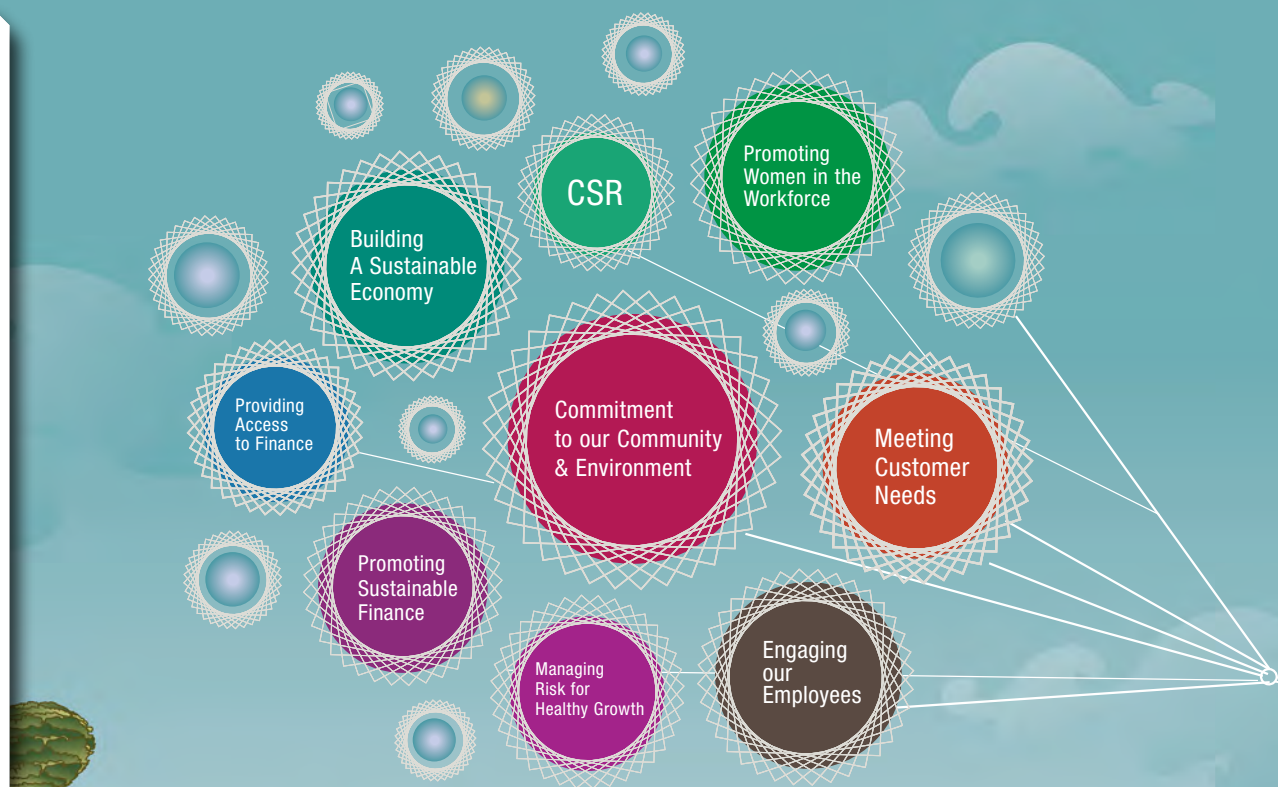 CSR
Promoting
Women in the
Workforce
Building
A Sustainable
Economy
Providing
Access
to Finance
Commitment
to our Community
& Environment
Meeting
Customer
Needs
Promoting
Sustainable
Finance
Managing
Risk for
Healthy Growth
Engaging
our
Employees